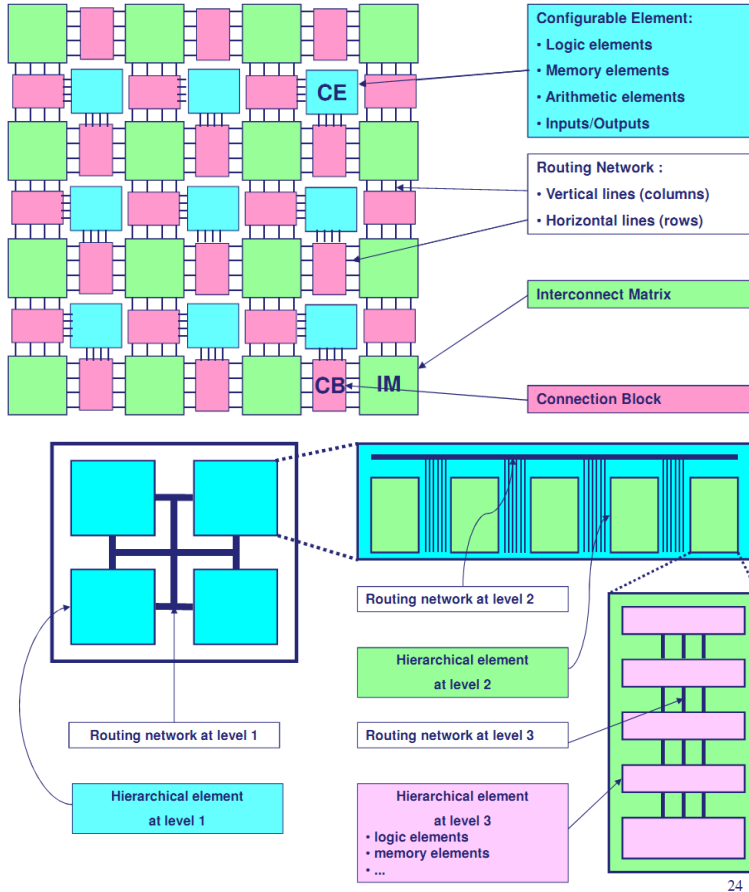 Configurable Element:
• Logic elements
• Memory elements
• Arithmetic elements
• Inputs/Outputs
CE
Routing Network :
• Vertical lines (columns)
• Horizontal lines (rows)
Interconnect Matrix
CB
IM
Connection Block
Routing network at level 2
Hierarchical element
at level 2
Routing network at level 1
Routing network at level 3
Hierarchical element
at level 1
Hierarchical element
at level 3
• logic elements
• memory elements
• ...
24